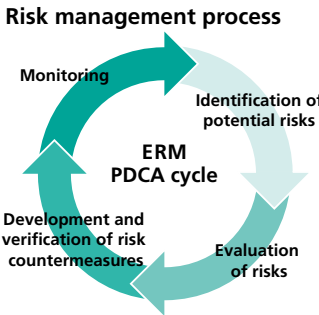 Risk management process
Monitoring
Identification of
potential risks
ERM
PDCA cycle
Development and
verification of risk
countermeasures
Evaluation
of risks